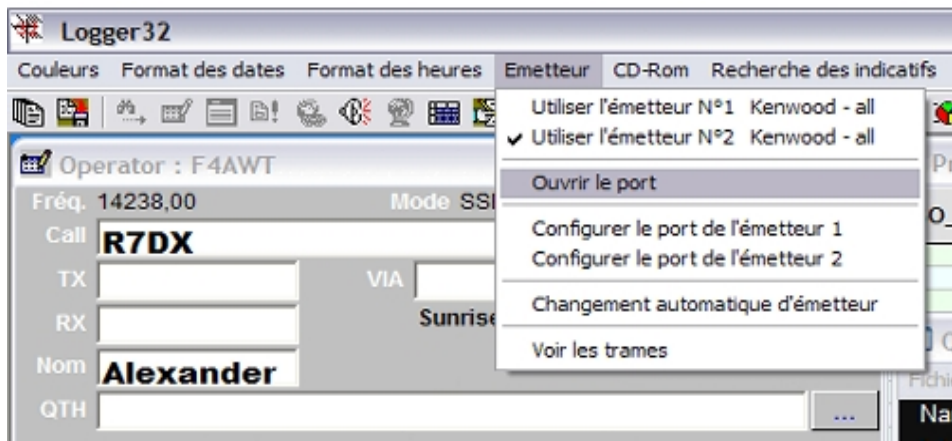 Logger32
Couleurs Format des dates Format des heures Emetteur CD-Rom Recherche des indicatifs
Utiliser l'émetteur N°1 Kenwood - all
Utiliser l'émetteur N°2 Kenwood - all
Ouvrir le port
Configurer le port de l'émetteur 1
Configurer le port de l'émetteur 2
Changement automatique d'émetteur
Voir les trames
Operator : F4AWT
Fréq. 14238,00 Mode
Call R7DX
TX VIA
RX Sunrise
Nom Alexander
QTH ...